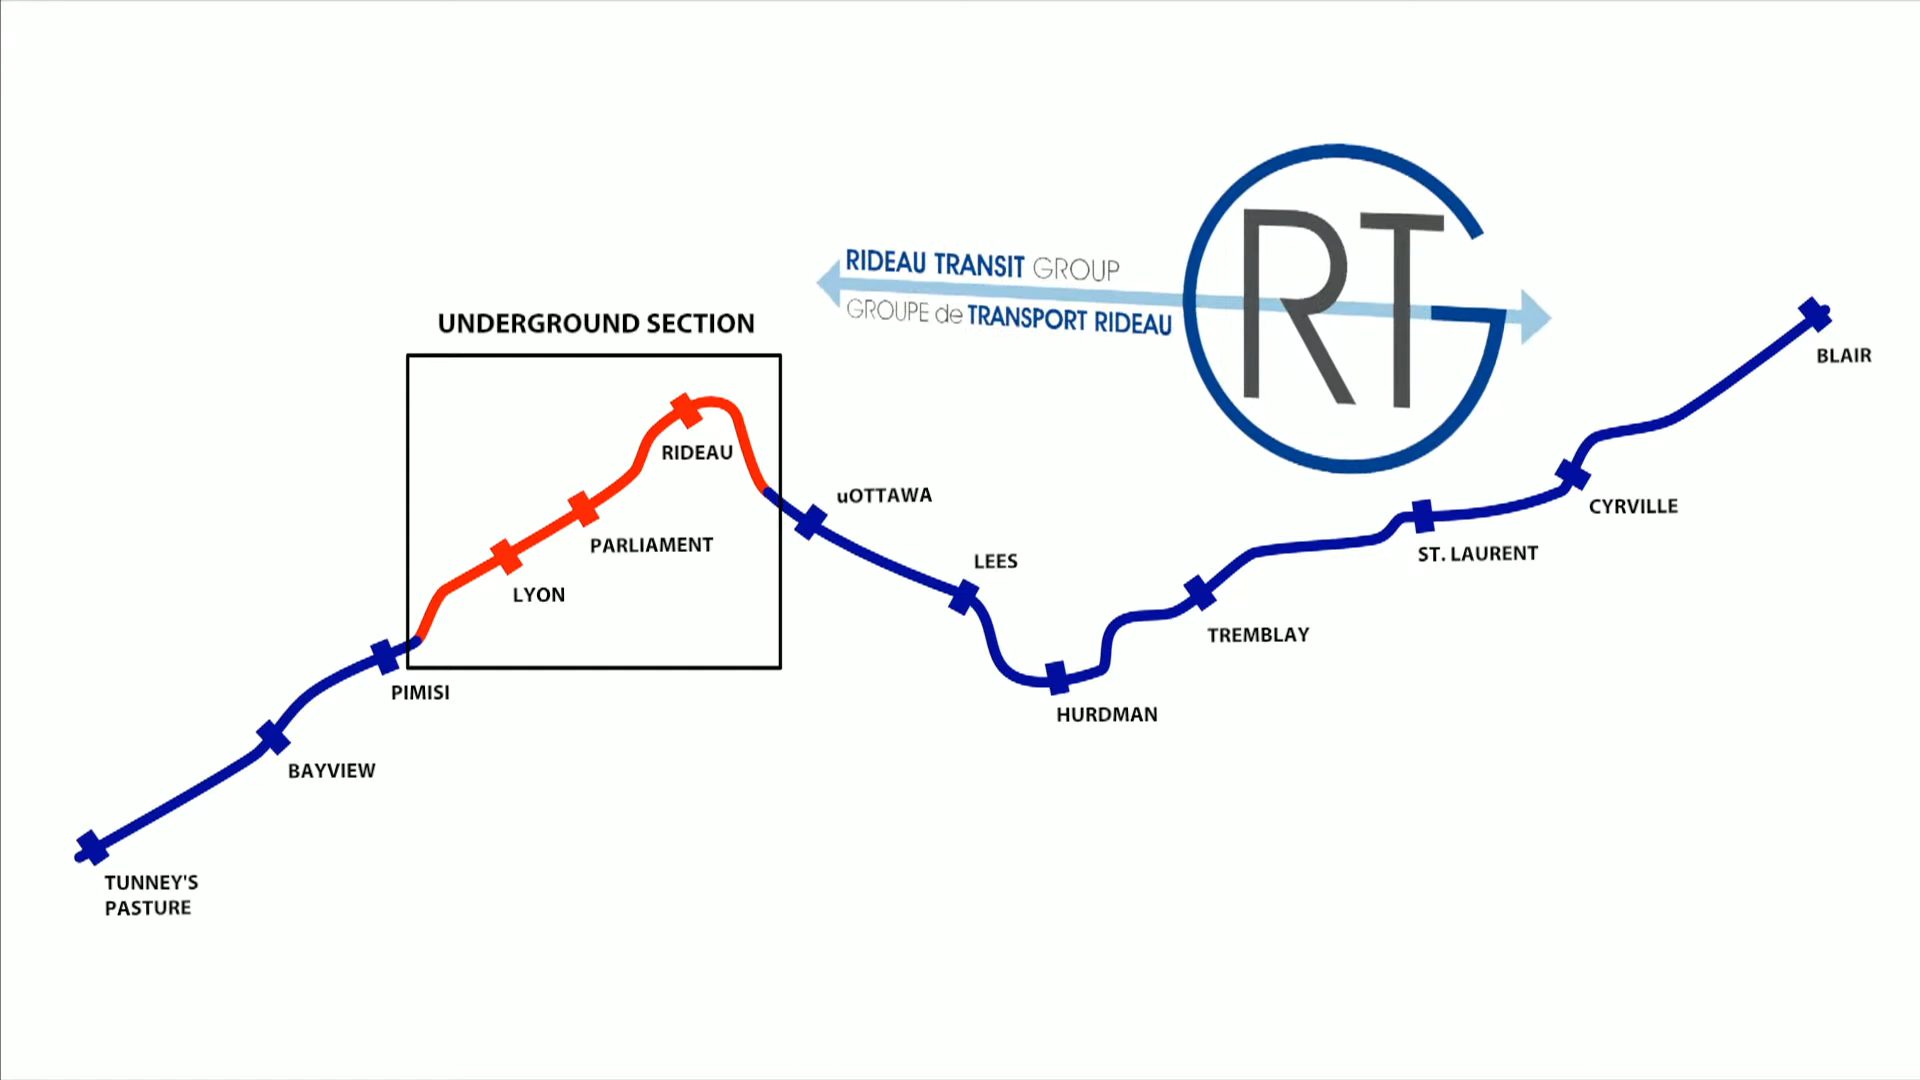 RIDEAU TRANSIT GROUP
GROUPE de TRANSPORT RIDEAU
RTG
UNDERGROUND SECTION
BLAIR
RIDEAU
uOTTAWA
CYRVILLE
PARLIAMENT
ST. LAURENT
LEES
LYON
TREMBLAY
PIMISI
HURDMAN
BAYVIEW
TUNNEY'S
PASTURE